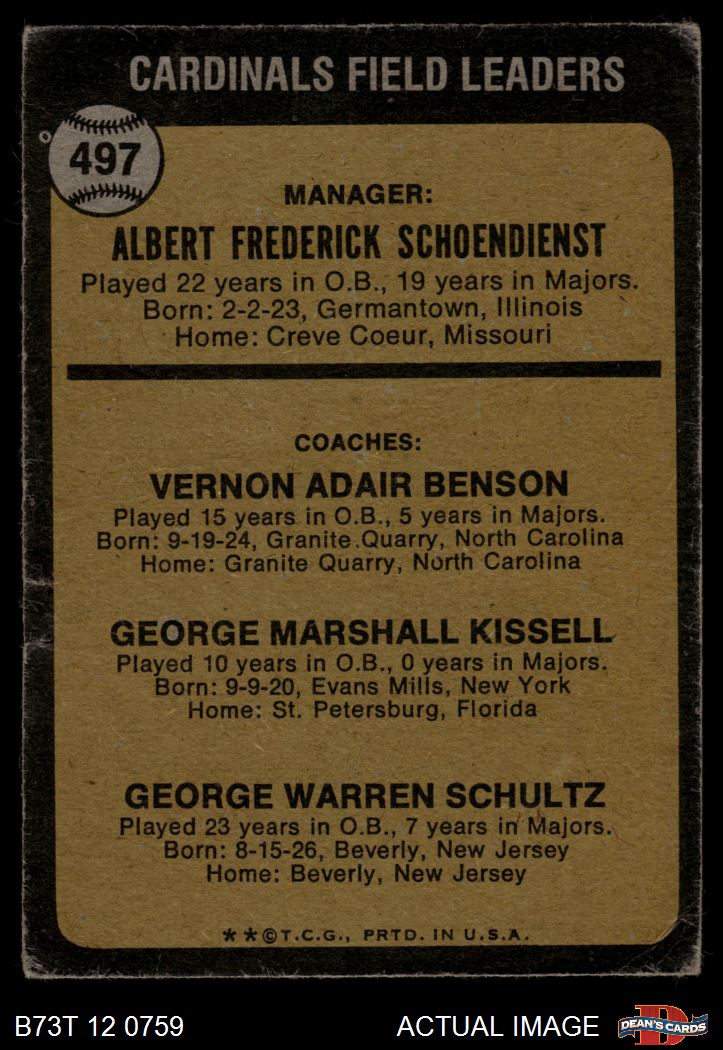 CARDINALS FIELD LEADERS
497
MANAGER:
ALBERT FREDERICK SCHOENDIENST
Played 22 years in O.B., 19 years in Majors.
Born: 2-2-23, Germantown, Illinois
Home: Creve Coeur, Missouri
COACHES:
VERNON ADAIR BENSON
Played 15 years in O.B., 5 years in Majors.
Born: 9-19-24, Granite Quarry, North Carolina
Home: Granite Quarry, North Carolina
GEORGE MARSHALL KISSELL
Played 10 years in O.B., 0 years in Majors.
Born: 9-9-20, Evans Mills, New York
Home: St. Petersburg, Florida
GEORGE WARREN SCHULTZ
Played 23 years in O.B., 7 years in Majors.
Born: 8-15-26, Beverly, New Jersey
Home: Beverly, New Jersey
**©T.C.G., PRTD. IN U.S.A.
B73T 12 0759
ACTUAL IMAGE
D
DEAN'S CARDS